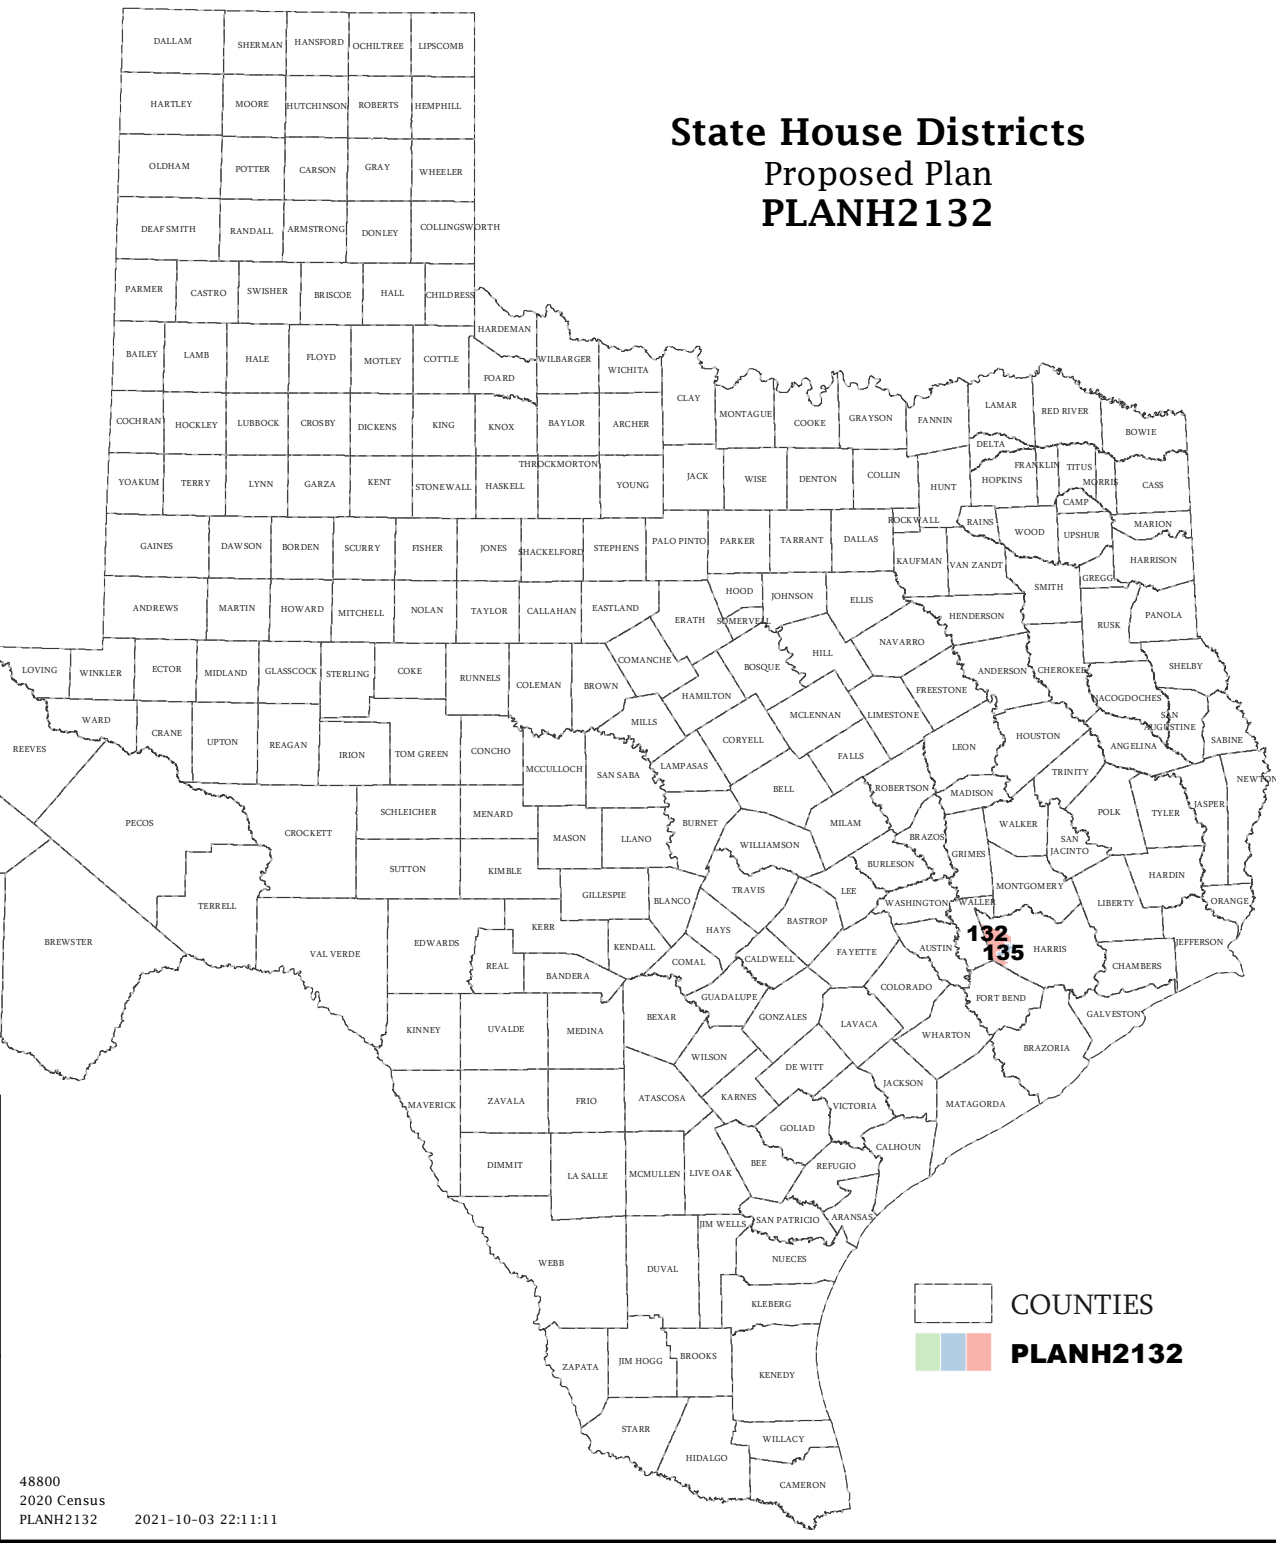 State House Districts
Proposed Plan
PLANH2132
DALLAM SHERMAN HANSFORD OCHILTREE LIPSCOMB
HARTLEY MOORE HUTCHINSON ROBERTS HEMPHILL
OLDHAM POTTER CARSON GRAY WHEELER
DEAF SMITH RANDALL ARMSTRONG DONLEY COLLINGSWORTH
PARMER CASTRO SWISHER BRISCOE HALL CHILDRESS
HARDEMAN
BAILEY LAMB HALE FLOYD MOTLEY COTTLE FOARD WILBARGER WICHITA
CLAY MONTAGUE COOKE GRAYSON FANNIN LAMAR RED RIVER BOWIE
COCHRAN HOCKLEY LUBBOCK CROSBY DICKENS KING KNOX BAYLOR ARCHER
DELTA
THROCKMORTON FRANKLIN TITUS
YOAKUM TERRY LYNN GARZA KENT STONEWALL HASKELL YOUNG JACK WISE DENTON COLLIN HUNT HOPKINS MORRIS CASS
CAMP
ROCKWALL RAINS WOOD UPSHUR MARION
GAINES DAWSON BORDEN SCURRY FISHER JONES SHACKELFORD STEPHENS PALO PINTO PARKER TARRANT DALLAS
KAUFMAN VAN ZANDT HARRISON
SMITH GREGG
ANDREWS MARTIN HOWARD MITCHELL NOLAN TAYLOR CALLAHAN EASTLAND ERATH HOOD JOHNSON ELLIS HENDERSON RUSK PANOLA
SOMERVELL
NAVARRO
LOVING WINKLER ECTOR MIDLAND GLASSCOCK STERLING COKE RUNNELS COLEMAN BROWN COMANCHE BOSQUE HILL ANDERSON CHEROKEE SHELBY
HAMILTON FREESTONE NACOGDOCHES
WARD CRANE MILLS MCLENNAN LIMESTONE SAN
AUGUSTINE
REEVES UPTON REAGAN IRION TOM GREEN CONCHO CORYELL FALLS LEON HOUSTON ANGELINA SABINE
MCCULLOCH SAN SABA LAMPASAS TRINITY NEWTON
BELL ROBERTSON MADISON
PECOS CROCKETT SCHLEICHER MENARD MASON LLANO BURNET MILAM WALKER POLK TYLER JASPER
WILLIAMSON BRAZOS GRIMES SAN
JACINTO
SUTTON KIMBLE BURLESON HARDIN
GILLESPIE BLANCO TRAVIS LEE MONTGOMERY
TERRELL WASHINGTON WALLER LIBERTY ORANGE
KERR HAYS BASTROP
BREWSTER VAL VERDE EDWARDS KENDALL FAYETTE AUSTIN 132 HARRIS JEFFERSON
135
REAL BANDERA COMAL CALDWELL CHAMBERS
COLORADO
GUADALUPE FORT BEND
KINNEY UVALDE MEDINA BEXAR GONZALES LAVACA WHARTON GALVESTON
WILSON BRAZORIA
DE WITT
JACKSON
MAVERICK ZAVALA FRIO ATASCOSA KARNES VICTORIA MATAGORDA
GOLIAD
CALHOUN
DIMMIT LA SALLE MCMULLEN LIVE OAK BEE REFUGIO
JIM WELLS SAN PATRICIO ARANSAS
WEBB DUVAL NUECES
KLEBERG
ZAPATA JIM HOGG BROOKS KENEDY
STARR HIDALGO WILLACY
CAMERON
COUNTIES
PLANH2132
48800
2020 Census
PLANH2132 2021-10-03 22:11:11